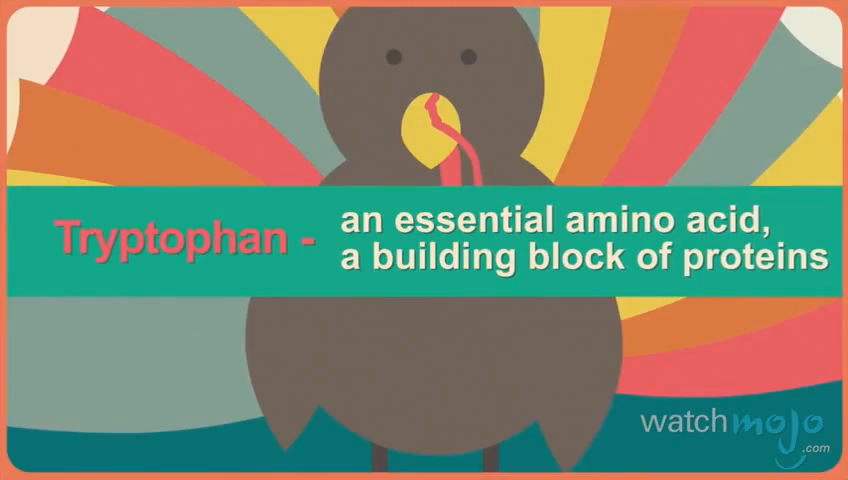 Tryptophan -
an essential amino acid,
a building block of proteins
watchmojo
.com